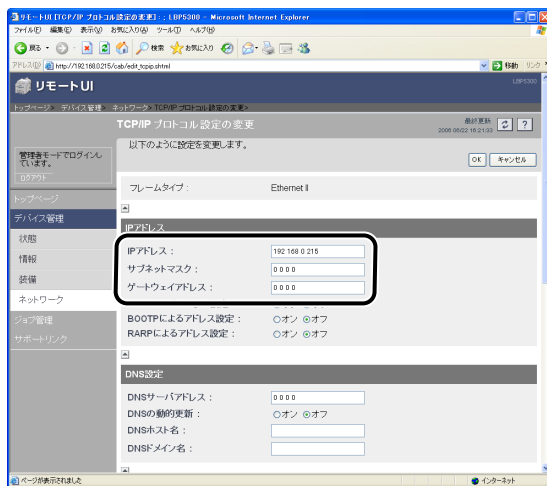 リモートUI [TCP/IP プロトコル設定の変更] : ; LBP5300 - Microsoft Internet Explorer
ファイル(F) 編集(E) 表示(V) お気に入り(A) ツール(T) ヘルプ(H)
戻る 検索 お気に入り
アドレス(D) http://192.168.0.215/cab/edit_tcpip.shtml 移動 リンク
リモートUI LBP5300
トップページ> デバイス管理> ネットワーク> TCP/IP プロトコル設定の変更>
TCP/IP プロトコル設定の変更
最終更新
2006 06/22 16:21:33
?
管理者モードでログインしています。
ログアウト
トップページ
デバイス管理
状態
情報
装備
ネットワーク
ジョブ管理
サポートリンク
以下のように設定を変更します。
OK キャンセル
フレームタイプ : Ethernet II
IPアドレス
IPアドレス : 192.168.0.215
サブネットマスク : 0.0.0.0
ゲートウェイアドレス : 0.0.0.0
BOOTPによるアドレス設定 : オン オフ
RARPによるアドレス設定 : オン オフ
DNS設定
DNSサーバアドレス : 0.0.0.0
DNSの動的更新 : オン オフ
DNSホスト名 :
DNSドメイン名 :
ページが表示されました インターネット